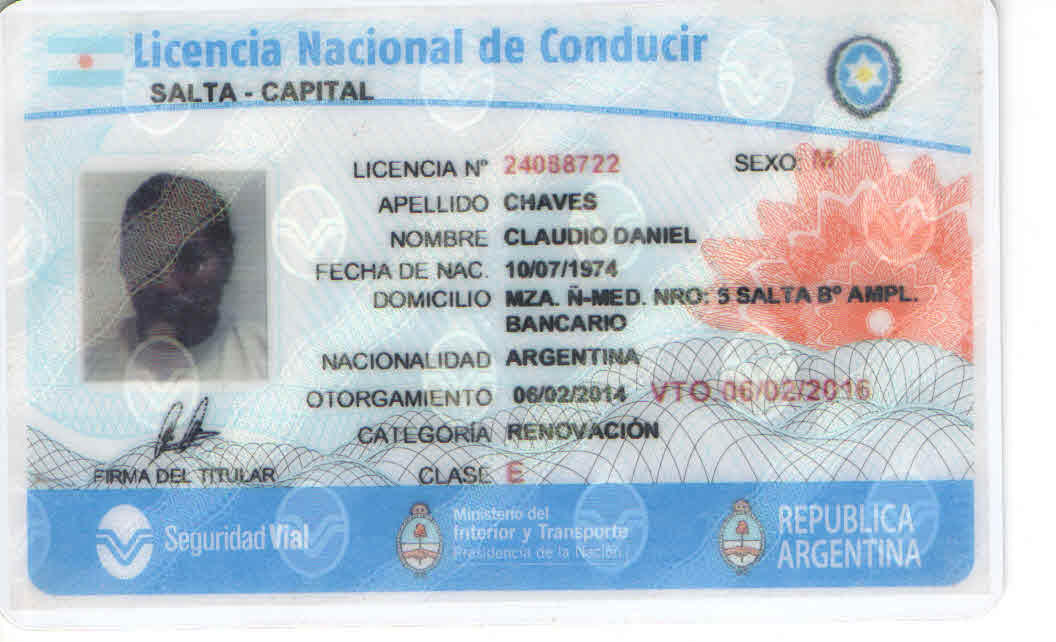 Licencia Nacional de Conducir
SALTA - CAPITAL
LICENCIA Nº 24088722 SEXO: M
APELLIDO CHAVES
NOMBRE CLAUDIO DANIEL
FECHA DE NAC. 10/07/1974
DOMICILIO MZA. Ñ-MED. NRO: 5 SALTA Bº AMPL.
BANCARIO
NACIONALIDAD ARGENTINA
OTORGAMIENTO 06/02/2014 VTO 06/02/2016
CATEGORÍA RENOVACIÓN
FIRMA DEL TITULAR CLASE E
Seguridad Vial
Ministerio del
Interior y Transporte
Presidencia de la Nación
REPUBLICA
ARGENTINA